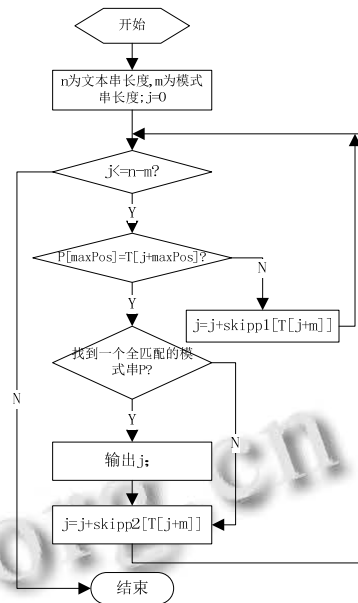 开始
n为文本串长度,m为模式
串长度;j=0
j<=n-m?
Y
P[maxPos]=T[j+maxPos]?
N
Y
j=j+skipp1[T[j+m]]
找到一个全匹配的模
式串P?
N
Y
N
输出j;
j=j+skipp2[T[j+m]]
结束
org.cn